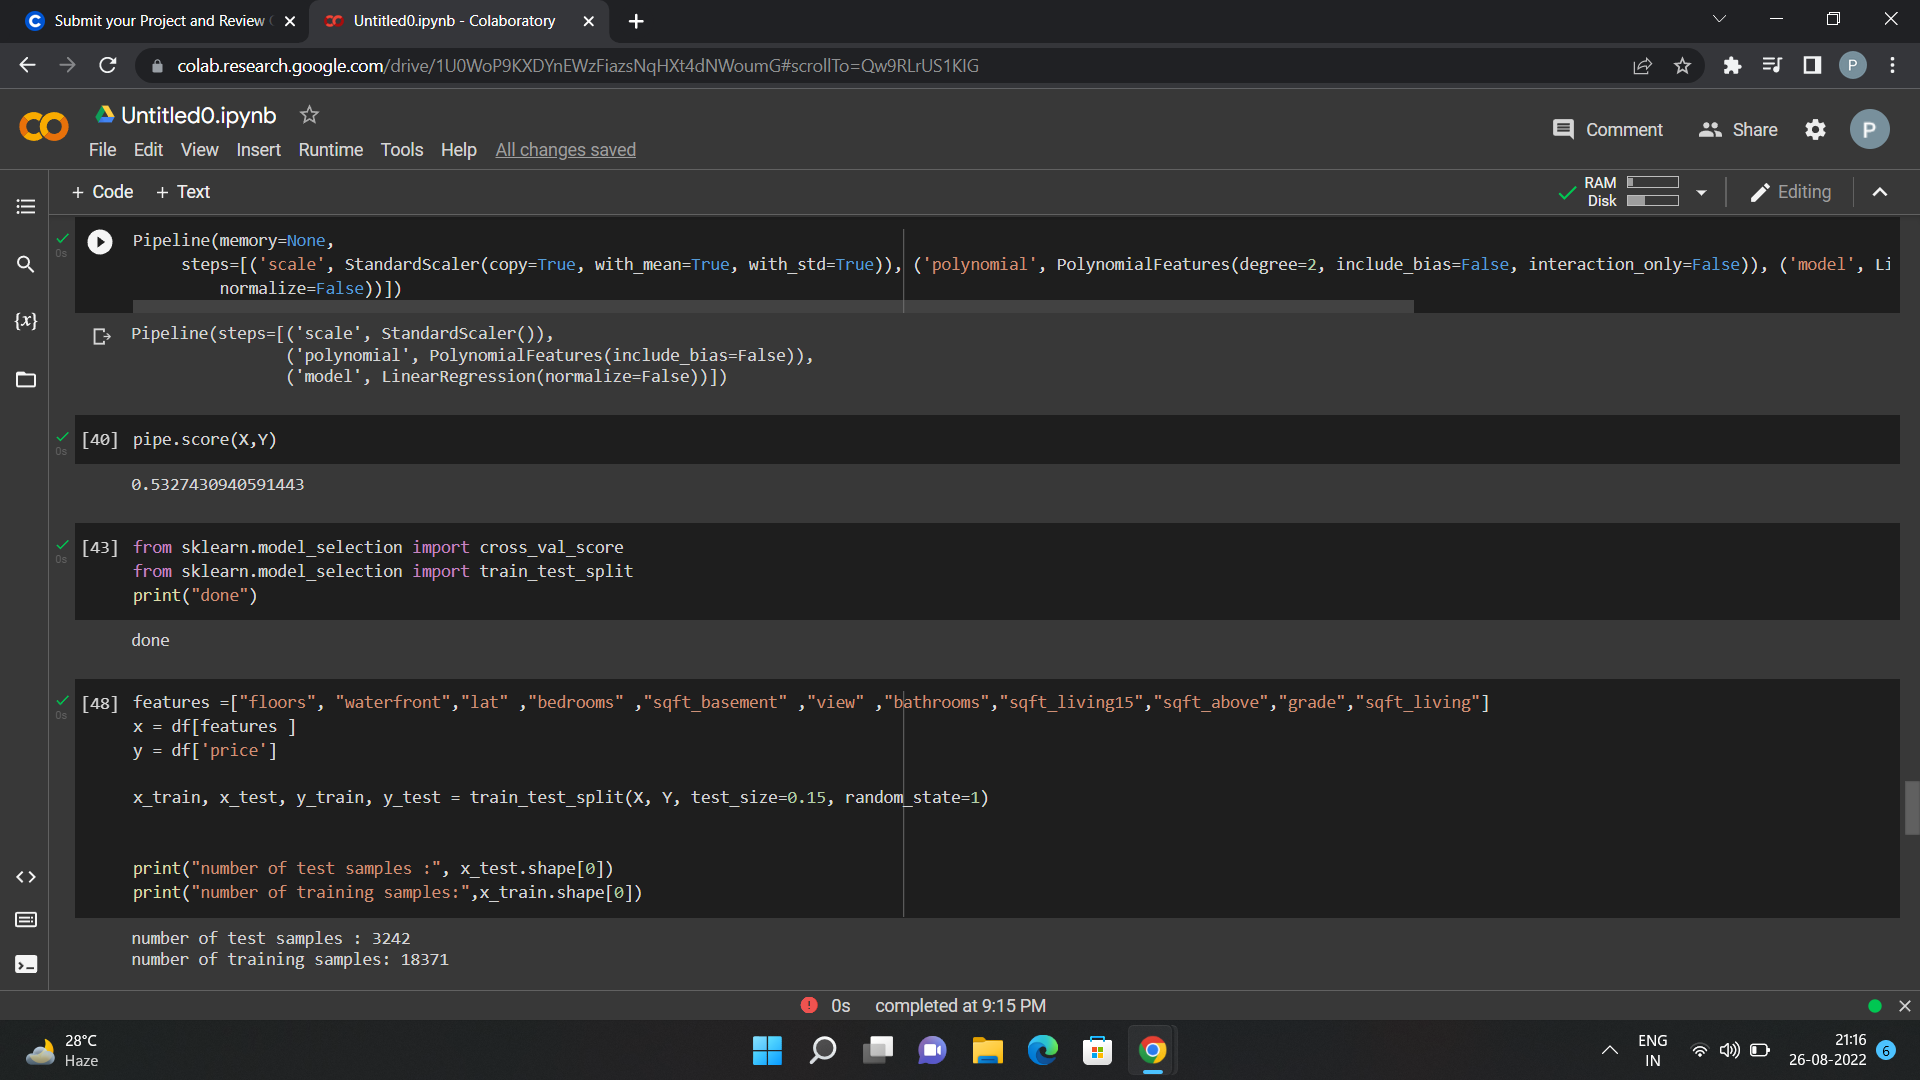 Submit your Project and Review
Untitled0.ipynb - Colaboratory
colab.research.google.com/drive/1U0WoP9KXDYnEWzFiazsNqHXt4dNWoumG#scrollTo=Qw9RLrUS1KIG
P
Untitled0.ipynb
File Edit View Insert Runtime Tools Help All changes saved
Comment Share P
+ Code + Text
RAM
Disk
Editing
0s
Pipeline(memory=None,
steps=[('scale', StandardScaler(copy=True, with_mean=True, with_std=True)), ('polynomial', PolynomialFeatures(degree=2, include_bias=False, interaction_only=False)), ('model', Li
normalize=False))])
{x}
Pipeline(steps=[('scale', StandardScaler()),
('polynomial', PolynomialFeatures(include_bias=False)),
('model', LinearRegression(normalize=False))])
0s
[40] pipe.score(X,Y)
0.5327430940591443
0s
[43] from sklearn.model_selection import cross_val_score
from sklearn.model_selection import train_test_split
print("done")
done
0s
[48] features =["floors", "waterfront","lat" ,"bedrooms" ,"sqft_basement" ,"view" ,"bathrooms","sqft_living15","sqft_above","grade","sqft_living"]
x = df[features ]
y = df['price']
x_train, x_test, y_train, y_test = train_test_split(X, Y, test_size=0.15, random_state=1)
print("number of test samples :", x_test.shape[0])
print("number of training samples:",x_train.shape[0])
number of test samples : 3242
number of training samples: 18371
0s completed at 9:15 PM
28°C
Haze
ENG
IN
21:16
26-08-2022
6